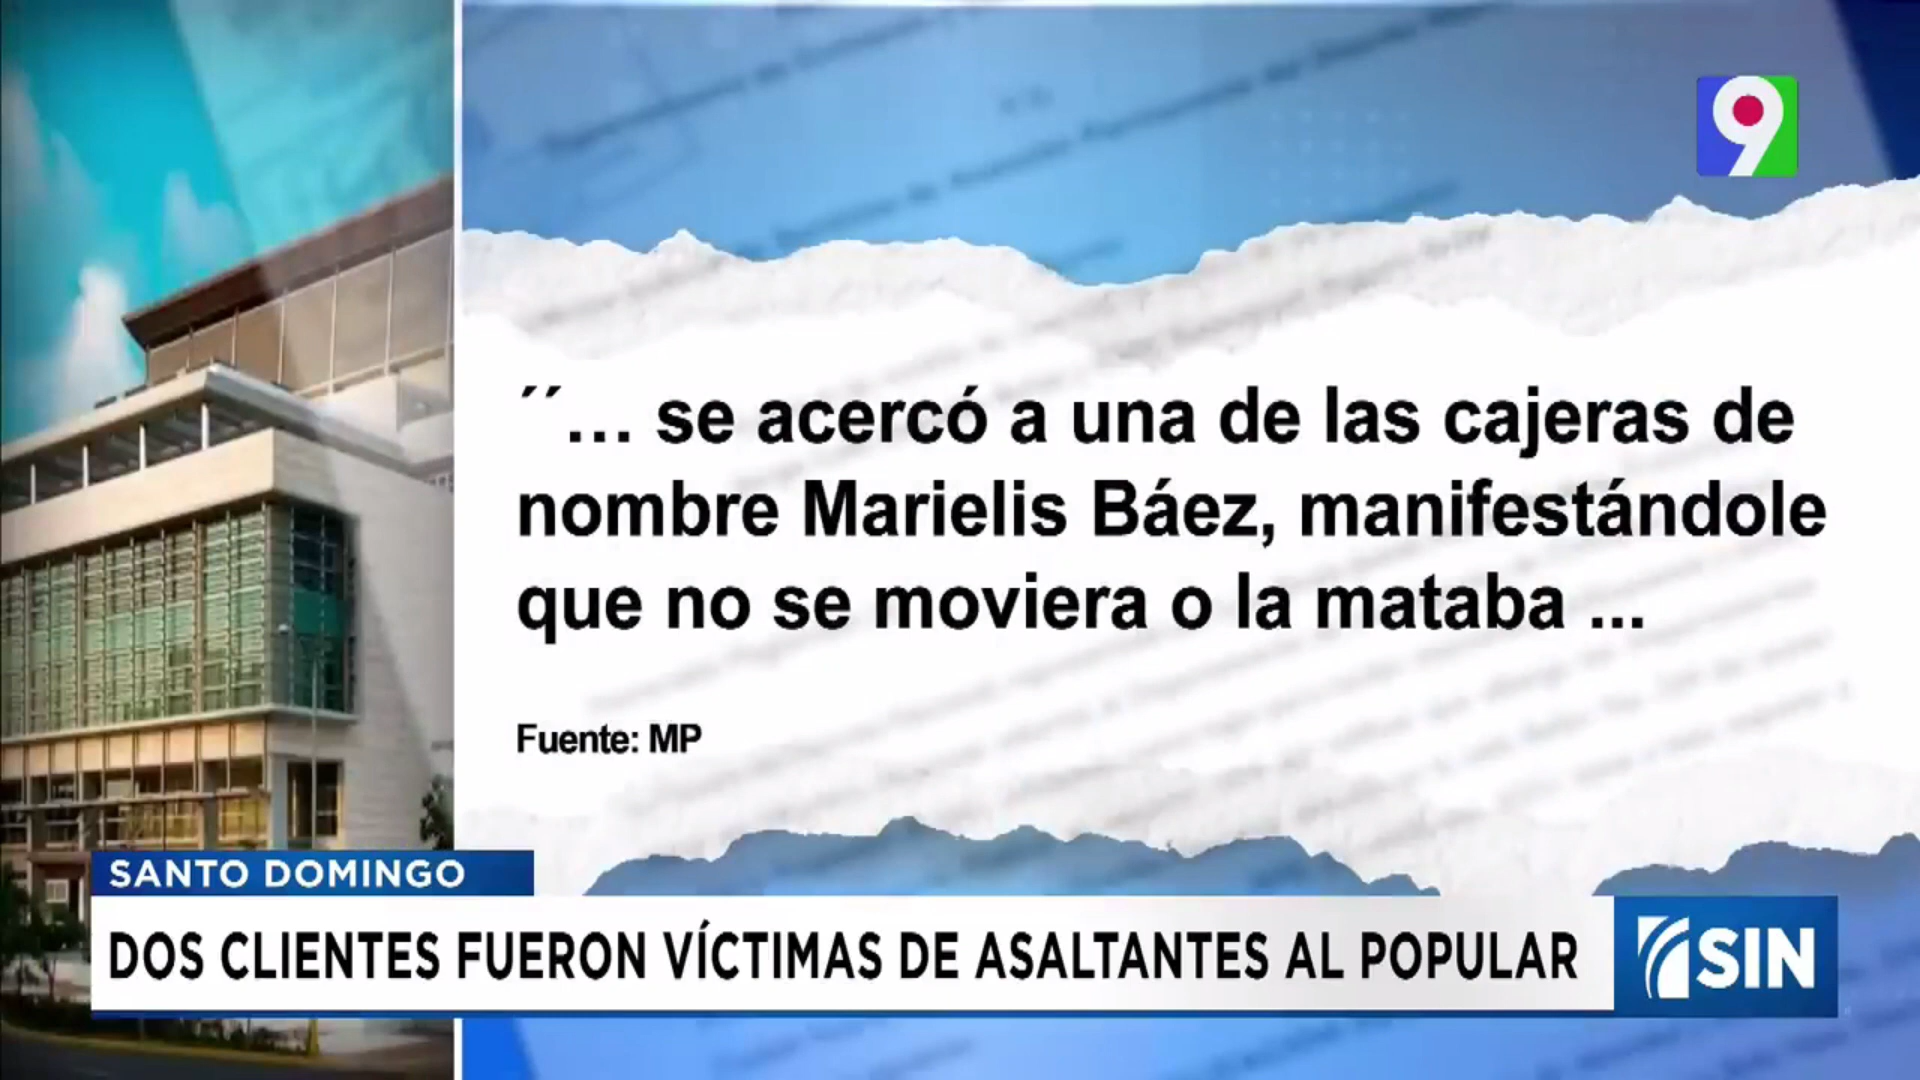 9
´´... se acercó a una de las cajeras de
nombre Marielis Báez, manifestándole
que no se moviera o la mataba ...
Fuente: MP
SANTO DOMINGO
DOS CLIENTES FUERON VÍCTIMAS DE ASALTANTES AL POPULAR
SIN